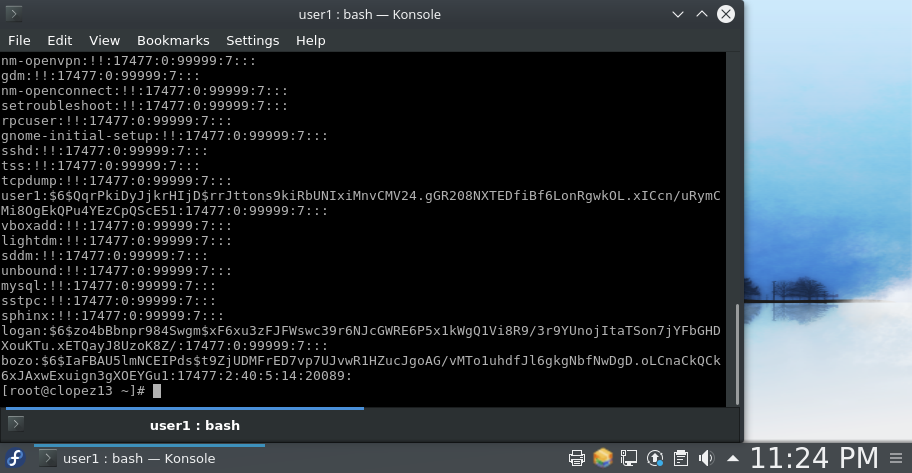 user1 : bash — Konsole
File Edit View Bookmarks Settings Help
nm-openvpn:!!:17477:0:99999:7:::
gdm:!!:17477:0:99999:7:::
nm-openconnect:!!:17477:0:99999:7:::
setroubleshoot:!!:17477:0:99999:7:::
rpcuser:!!:17477:0:99999:7:::
gnome-initial-setup:!!:17477:0:99999:7:::
sshd:!!:17477:0:99999:7:::
tss:!!:17477:0:99999:7:::
tcpdump:!!:17477:0:99999:7:::
user1:$6$QqrPkiDyJjkrHIjD$rrJttons9kiRbUNIxiMnvCMV24.gGR208NXTEDfiBf6LonRgwkOL.xICcn/uRymC
Mi8OgEkQPu4YEzCpQScE51:17477:0:99999:7:::
vboxadd:!!:17477:0:99999:7:::
lightdm:!!:17477:0:99999:7:::
sddm:!!:17477:0:99999:7:::
unbound:!!:17477:0:99999:7:::
mysql:!!:17477:0:99999:7:::
sstpc:!!:17477:0:99999:7:::
sphinx:!!:17477:0:99999:7:::
logan:$6$zo4bBbnpr984Swgm$xF6xu3zFJFWswc39r6NJcGWRE6P5x1kWgQ1Vi8R9/3r9YUnojItaTSon7jYFbGHD
XouKTu.xETQayJ8UzoK8Z/:17477:0:99999:7:::
bozo:$6$IaFBAU5lmNCEIPds$t9ZjUDMFrED7vp7UJvwR1HZucJgoAG/vMTo1uhdfJl6gkgNbfNwDgD.oLCnaCkQCk
6xJAxwExuign3gXOEYGu1:17477:2:40:5:14:20089:
[root@clopez13 ~]#
user1 : bash
user1 : bash — Konsole
11:24 PM